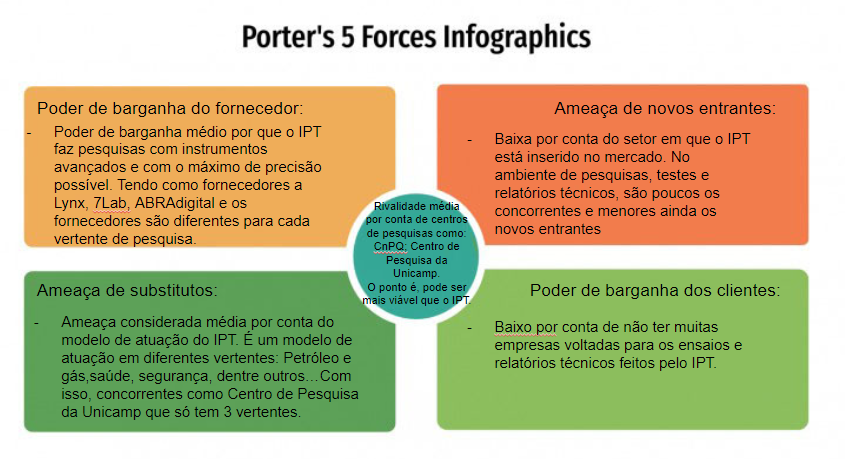 Porter's 5 Forces Infographics
Poder de barganha do fornecedor:
- Poder de barganha médio por que o IPT
faz pesquisas com instrumentos
avançados e com o máximo de precisão
possível. Tendo como fornecedores a
Lynx, 7Lab, ABRAdigital e os
fornecedores são diferentes para cada
vertente de pesquisa.
Ameaça de novos entrantes:
- Baixa por conta do setor em que o IPT
está inserido no mercado. No
ambiente de pesquisas, testes e
relatórios técnicos, são poucos os
concorrentes e menores ainda os
novos entrantes
Rivalidade média
por conta de centros
de pesquisas como:
CnPQ; Centro de
Pesquisa da
Unicamp.
O ponto é, pode ser
mais viável que o IPT.
Ameaça de substitutos:
- Ameaça considerada média por conta do
modelo de atuação do IPT. É um modelo de
atuação em diferentes vertentes: Petróleo e
gás,saúde, segurança, dentre outros…Com
isso, concorrentes como Centro de Pesquisa
da Unicamp que só tem 3 vertentes.
Poder de barganha dos clientes:
- Baixo por conta de não ter muitas
empresas voltadas para os ensaios e
relatórios técnicos feitos pelo IPT.